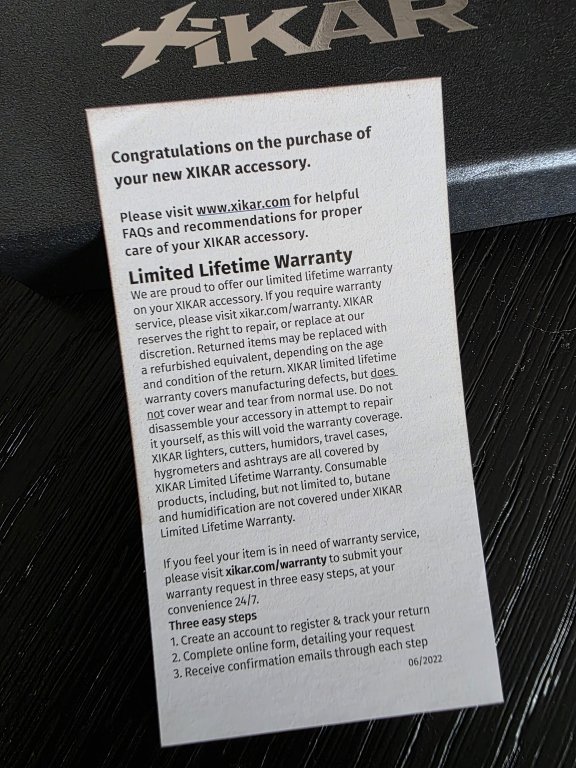 XIKAR
Congratulations on the purchase of
your new XIKAR accessory.
Please visit www.xikar.com for helpful
FAQs and recommendations for proper
care of your XIKAR accessory.
Limited Lifetime Warranty
We are proud to offer our limited lifetime warranty
on your XIKAR accessory. If you require warranty
service, please visit xikar.com/warranty. XIKAR
reserves the right to repair, or replace at our
discretion. Returned items may be replaced with
a refurbished equivalent, depending on the age
and condition of the return. XIKAR limited lifetime
warranty covers manufacturing defects, but does
not cover wear and tear from normal use. Do not
disassemble your accessory in attempt to repair
it yourself, as this will void the warranty coverage.
XIKAR lighters, cutters, humidors, travel cases,
hygrometers and ashtrays are all covered by
XIKAR Limited Lifetime Warranty. Consumable
products, including, but not limited to, butane
and humidification are not covered under XIKAR
Limited Lifetime Warranty.
If you feel your item is in need of warranty service,
please visit xikar.com/warranty to submit your
warranty request in three easy steps, at your
convenience 24/7.
Three easy steps
1. Create an account to register & track your return
2. Complete online form, detailing your request
3. Receive confirmation emails through each step
06/2022